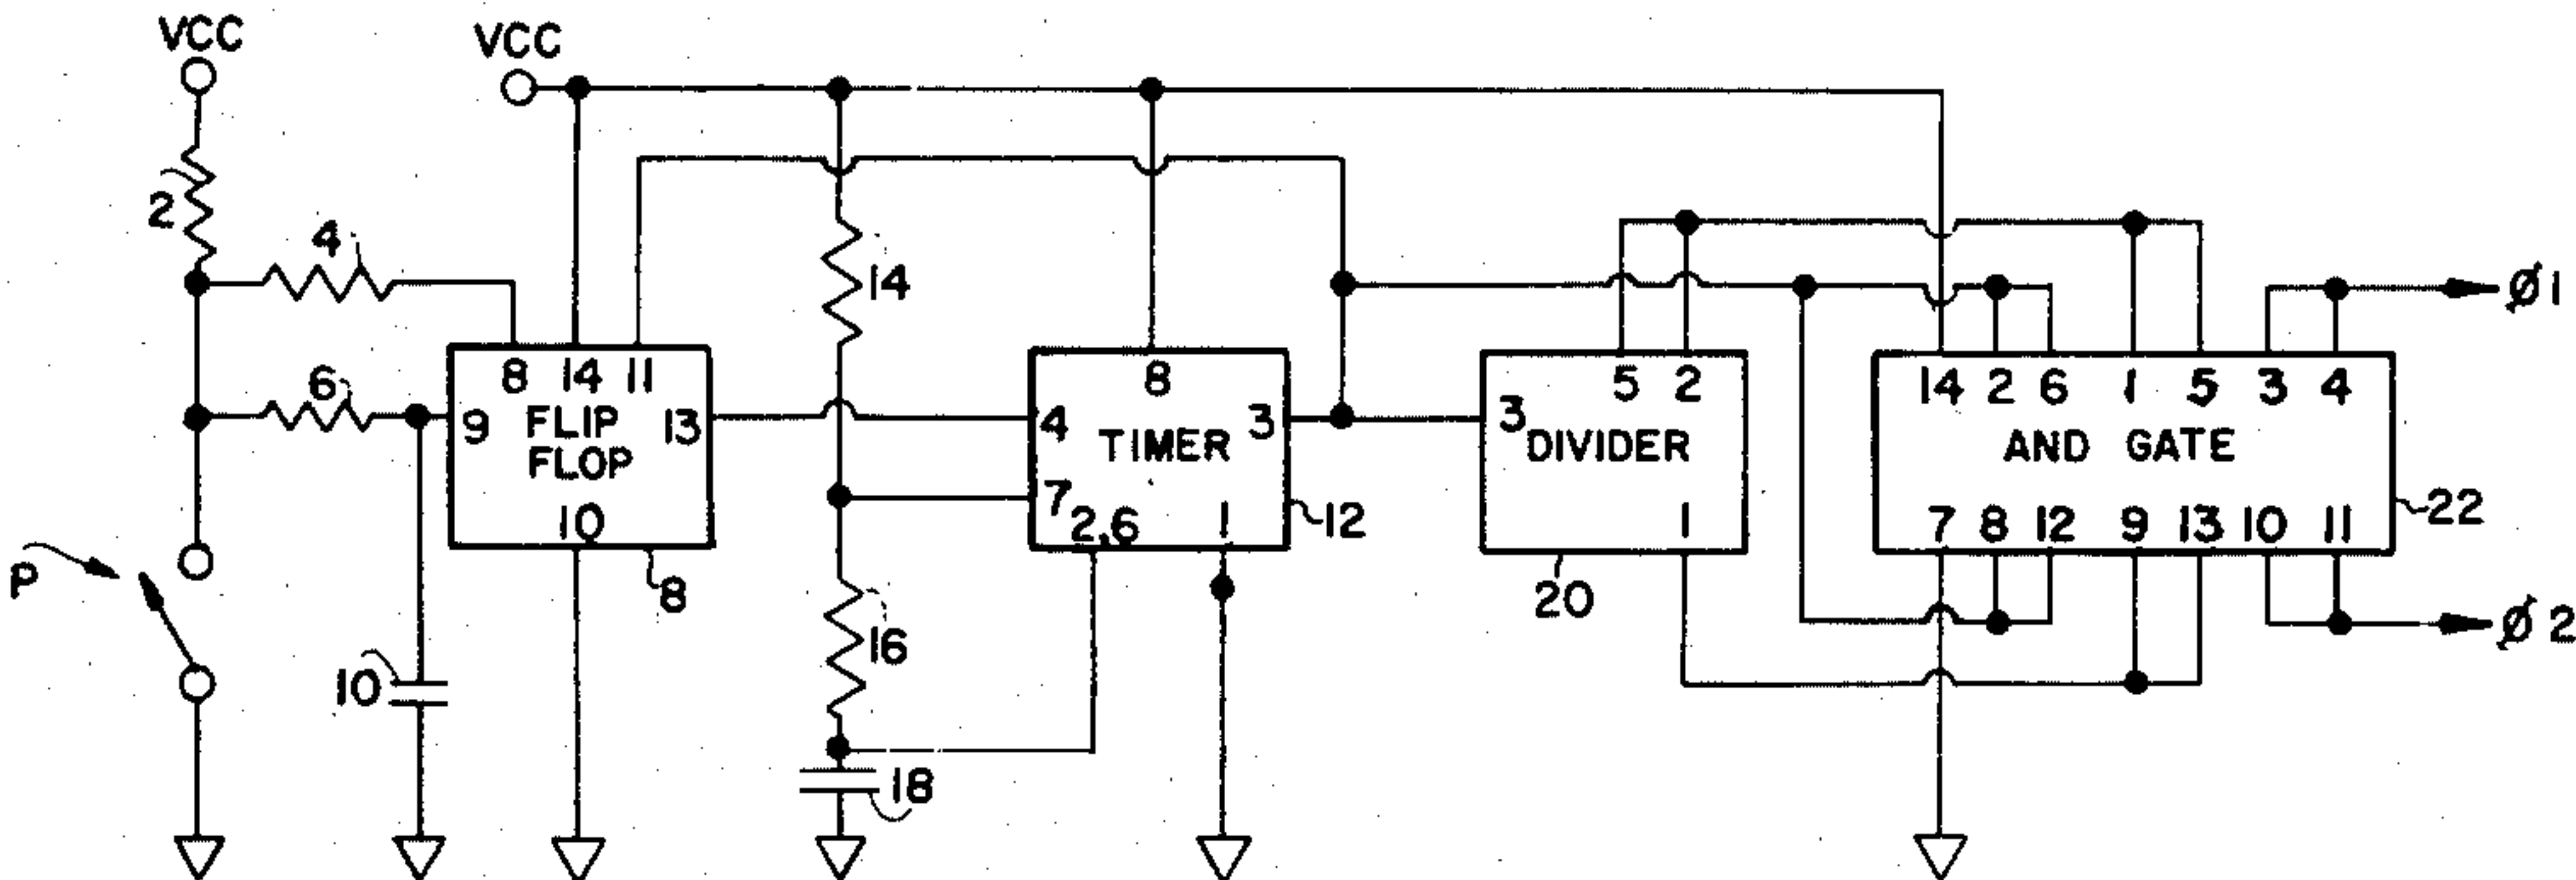 VCC
VCC
2
4
14
6
8 14 11
9 FLIP 13
FLOP
10
8
P
10
8
4 TIMER 3
7
2,6 1
12
16
18
5 2
3
DIVIDER
1
20
14 2 6 1 5 3 4
AND GATE
7 8 12 9 13 10 11
22
Ø1
Ø2